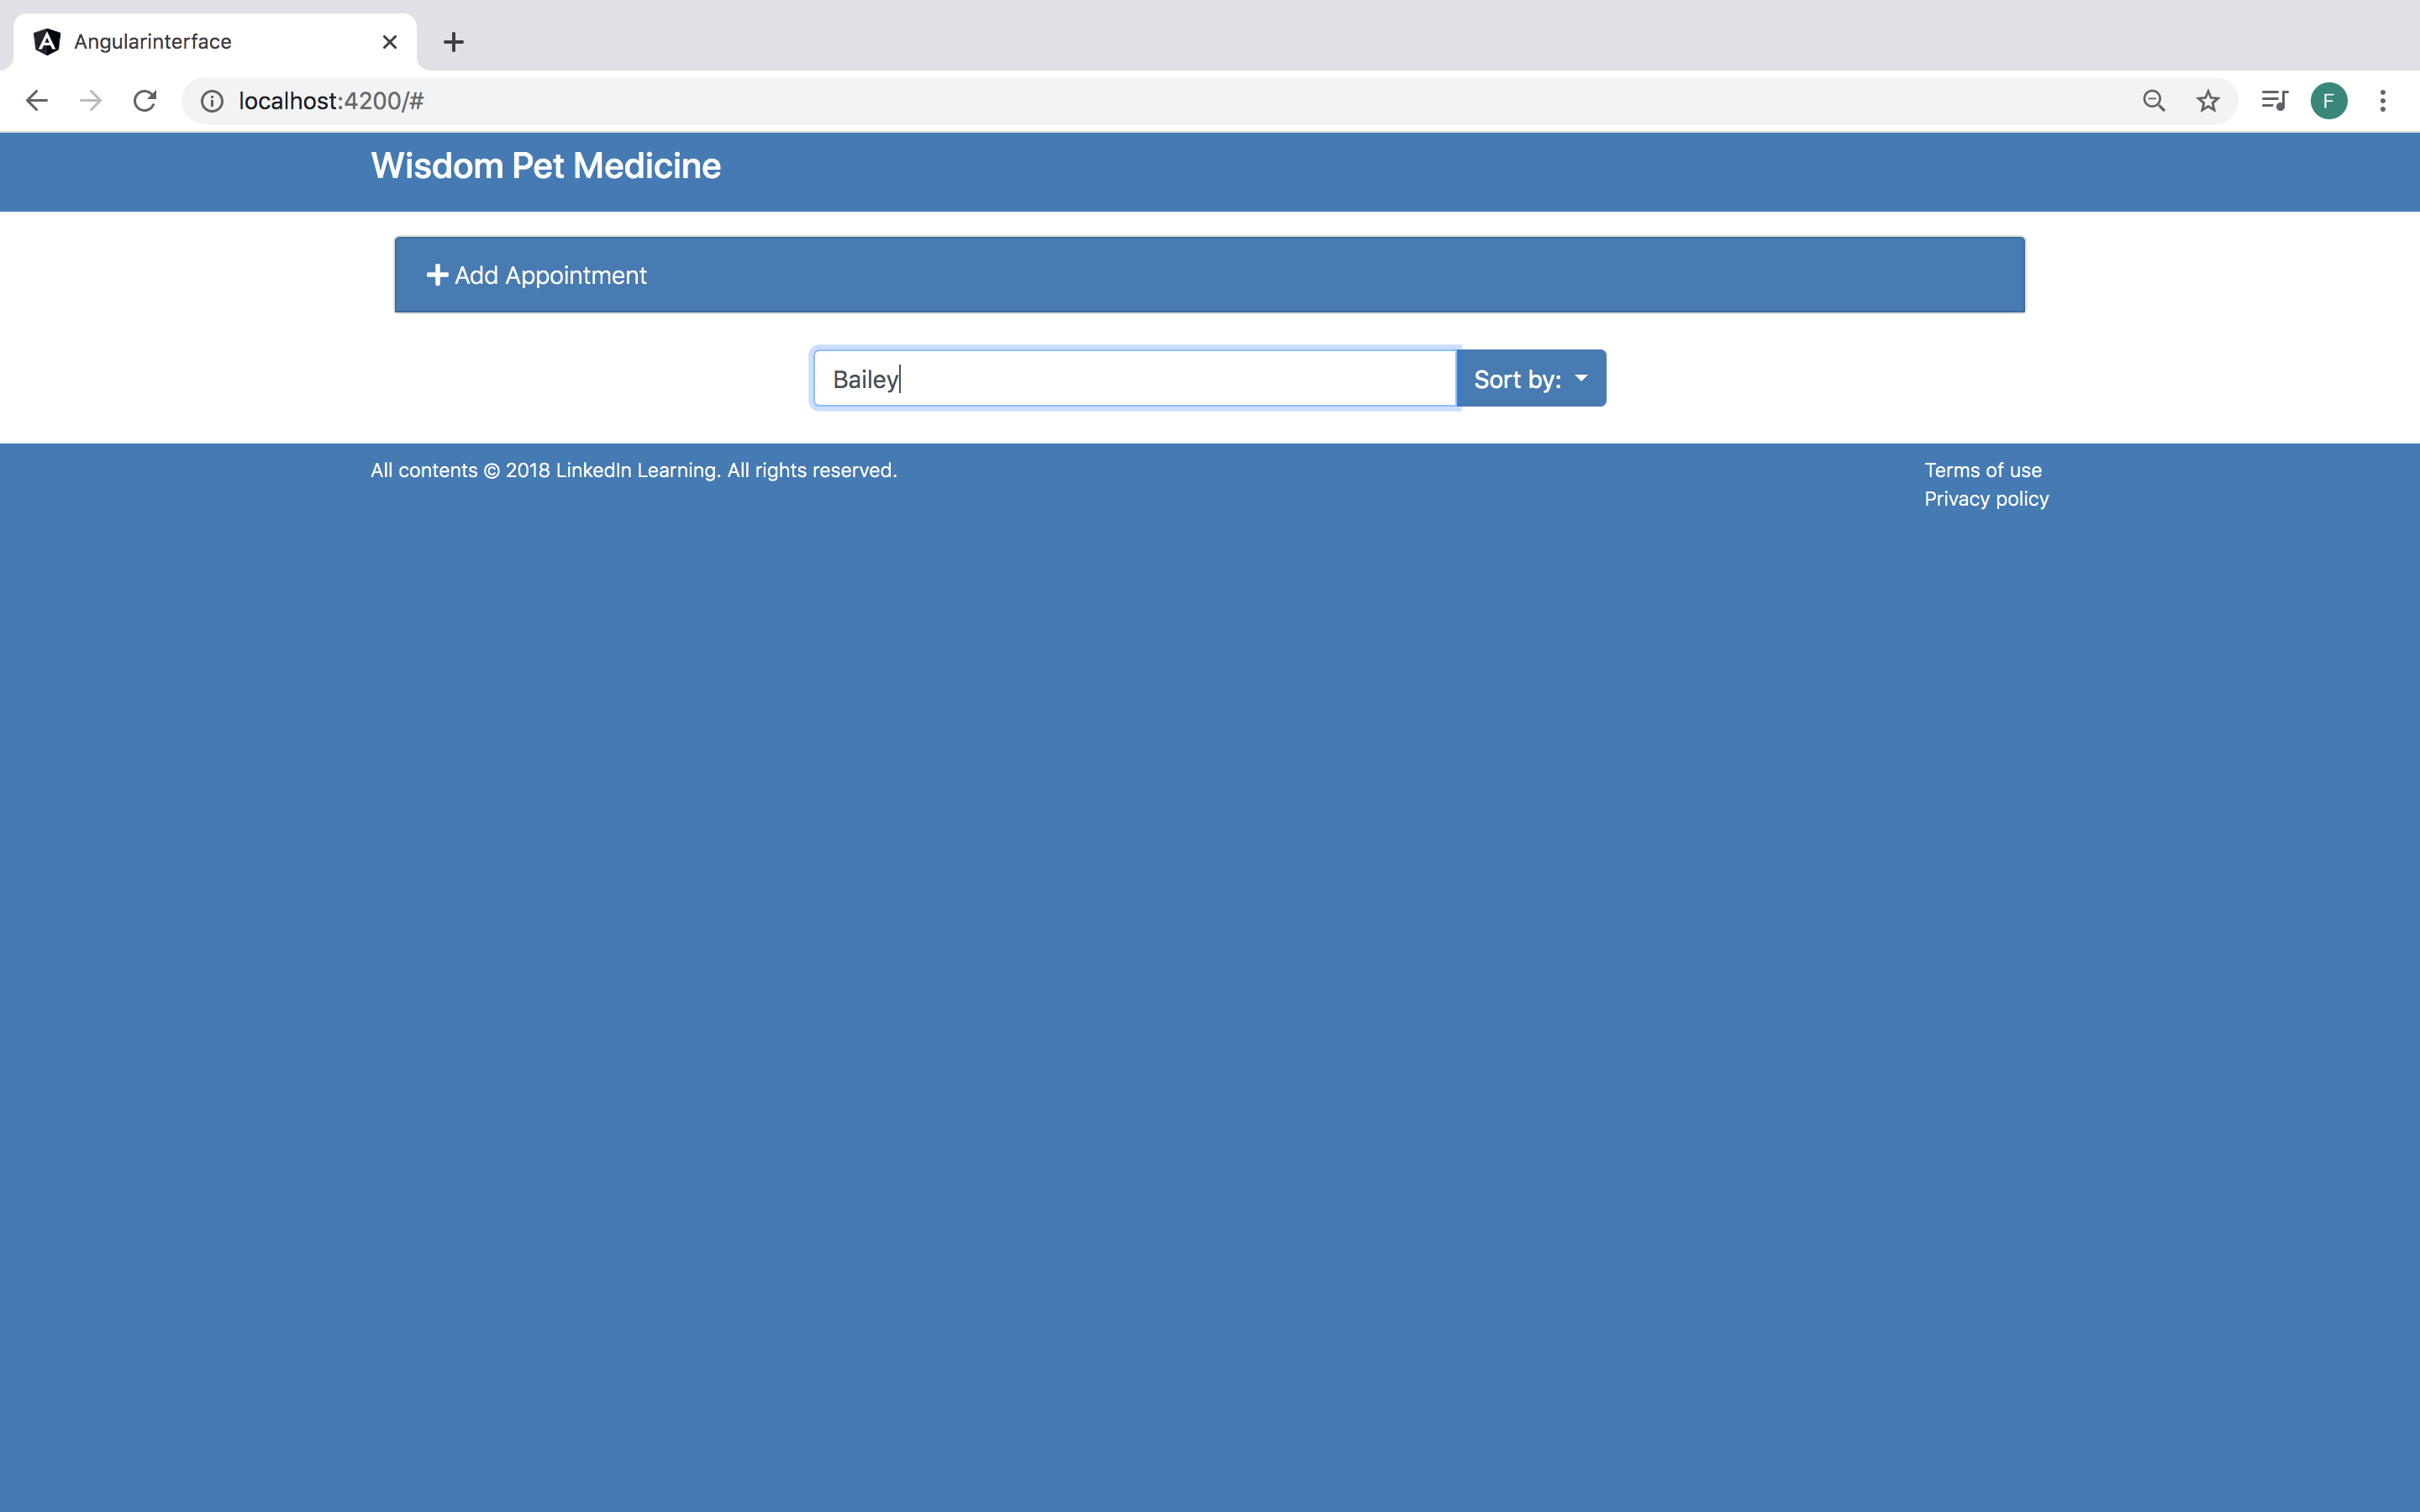 Angularinterface
localhost:4200/#
F
Wisdom Pet Medicine
Add Appointment
Bailey
Sort by:
All contents © 2018 LinkedIn Learning. All rights reserved.
Terms of use
Privacy policy